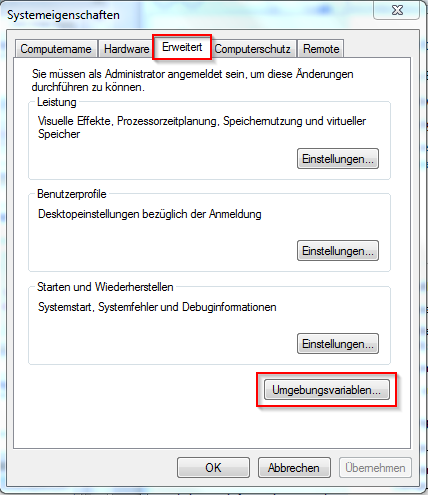 Systemeigenschaften
Computername Hardware Erweitert Computerschutz Remote
Sie müssen als Administrator angemeldet sein, um diese Änderungen
durchführen zu können.
Leistung
Visuelle Effekte, Prozessorzeitplanung, Speichernutzung und virtueller
Speicher
Einstellungen...
Benutzerprofile
Desktopeinstellungen bezüglich der Anmeldung
Einstellungen...
Starten und Wiederherstellen
Systemstart, Systemfehler und Debuginformationen
Einstellungen...
Umgebungsvariablen...
OK Abbrechen Übernehmen